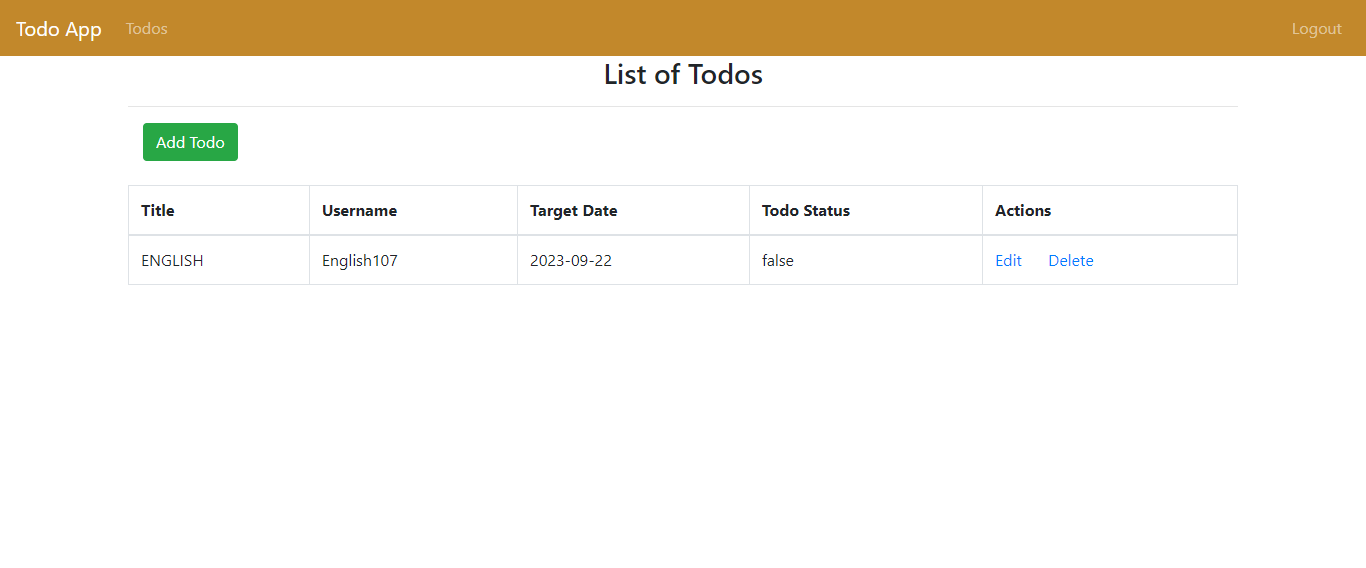 Todo App Todos Logout
List of Todos
Add Todo
Title Username Target Date Todo Status Actions
ENGLISH English107 2023-09-22 false Edit Delete